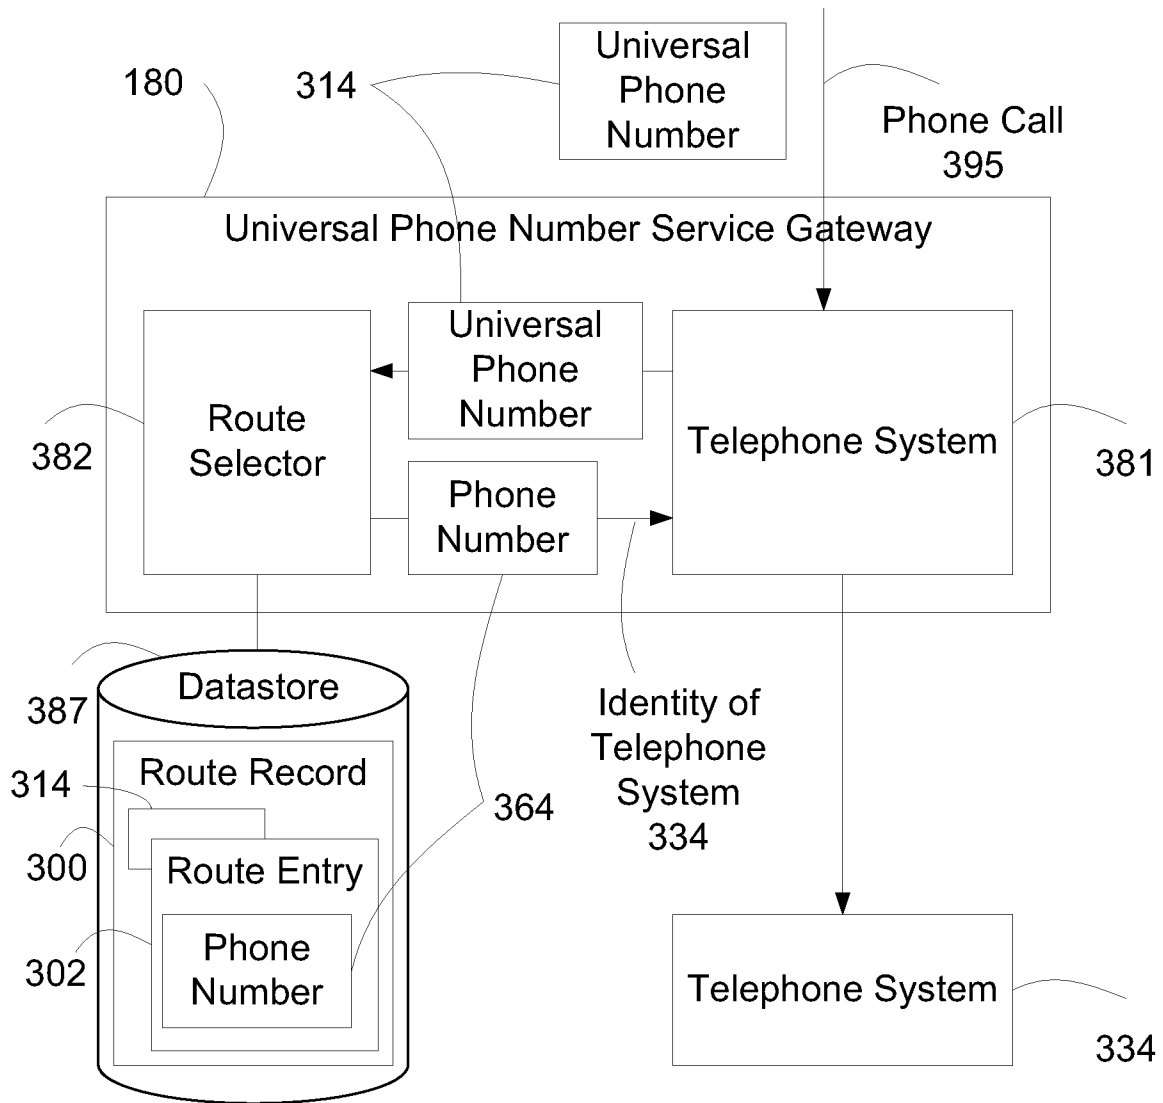 Universal
Phone
Number
314
180
Phone Call
395
Universal Phone Number Service Gateway
Universal
Phone
Number
Route
Selector
382
Telephone System
381
Phone
Number
Datastore
387
Identity of
Telephone
System
334
Route Record
314
364
300
Route Entry
Phone
Number
302
Telephone System
334